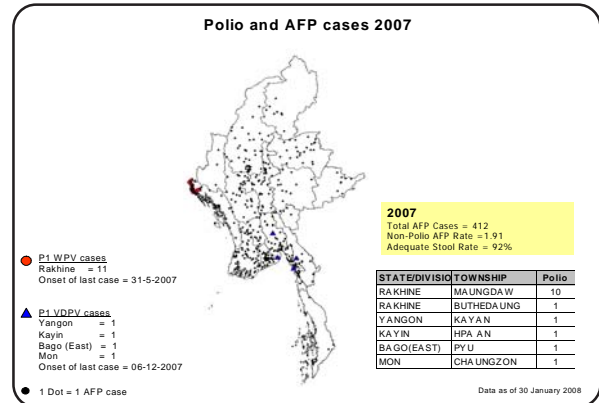 Polio and AFP cases 2007
P1 WPV cases
Rakhine = 11
Onset of last case = 31-5-2007
P1 VDPV cases
Yangon = 1
Kayin = 1
Bago (East) = 1
Mon = 1
Onset of last case = 06-12-2007
1 Dot = 1 AFP case
2007
Total AFP Cases = 412
Non-Polio AFP Rate =1.91
Adequate Stool Rate = 92%
STATE/DIVISIO TOWNSHIP Polio
RAKHINE MAUNGDAW 10
RAKHINE BUTHEDAUNG 1
YANGON KAYAN 1
KAYIN HPA AN 1
BAGO(EAST) PYU 1
MON CHAUNGZON 1
Data as of 30 January 2008